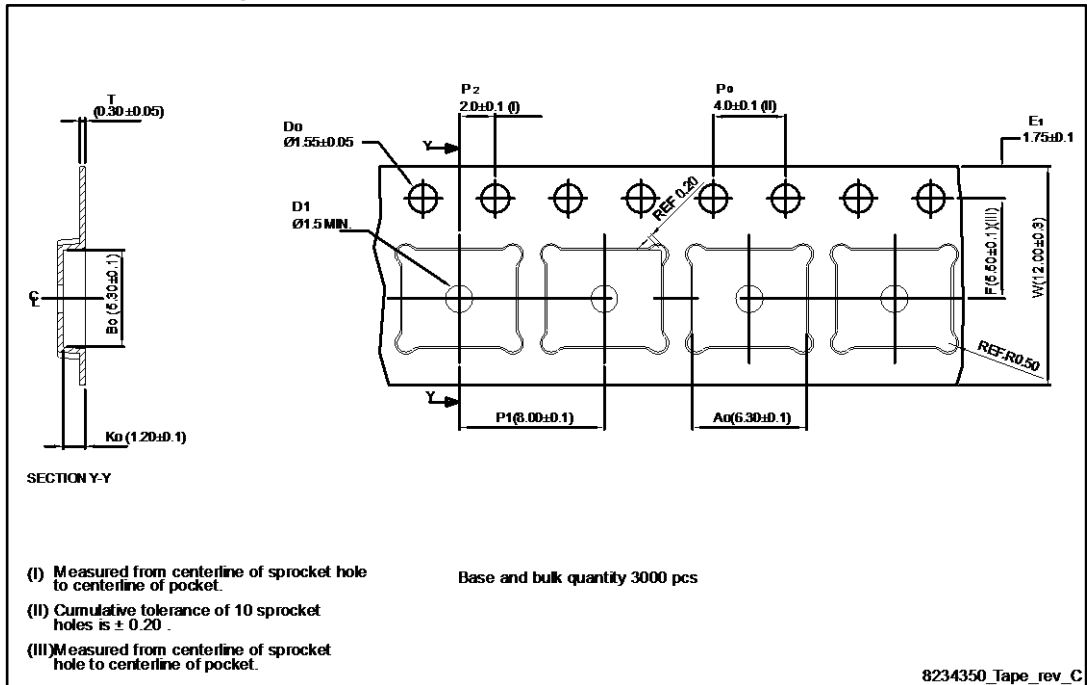 T
(0.30±0.05)
P2
2.0±0.1 (I)
Po
4.0±0.1 (II)
E1
1.75±0.1
Do
Ø1.55±0.05
Y
D1
Ø1.5 MIN.
REF 0.20
Bo (5.30±0.1)
F(5.50±0.1)(III)
W(12.00±0.3)
REF.R0.50
Y
P1(8.00±0.1)
Ao(6.30±0.1)
Ko (1.20±0.1)
CL
SECTION Y-Y
(I) Measured from centerline of sprocket hole
to centerline of pocket.
Base and bulk quantity 3000 pcs
(II) Cumulative tolerance of 10 sprocket
holes is ± 0.20 .
(III)Measured from centerline of sprocket
hole to centerline of pocket.
8234350_Tape_rev_C